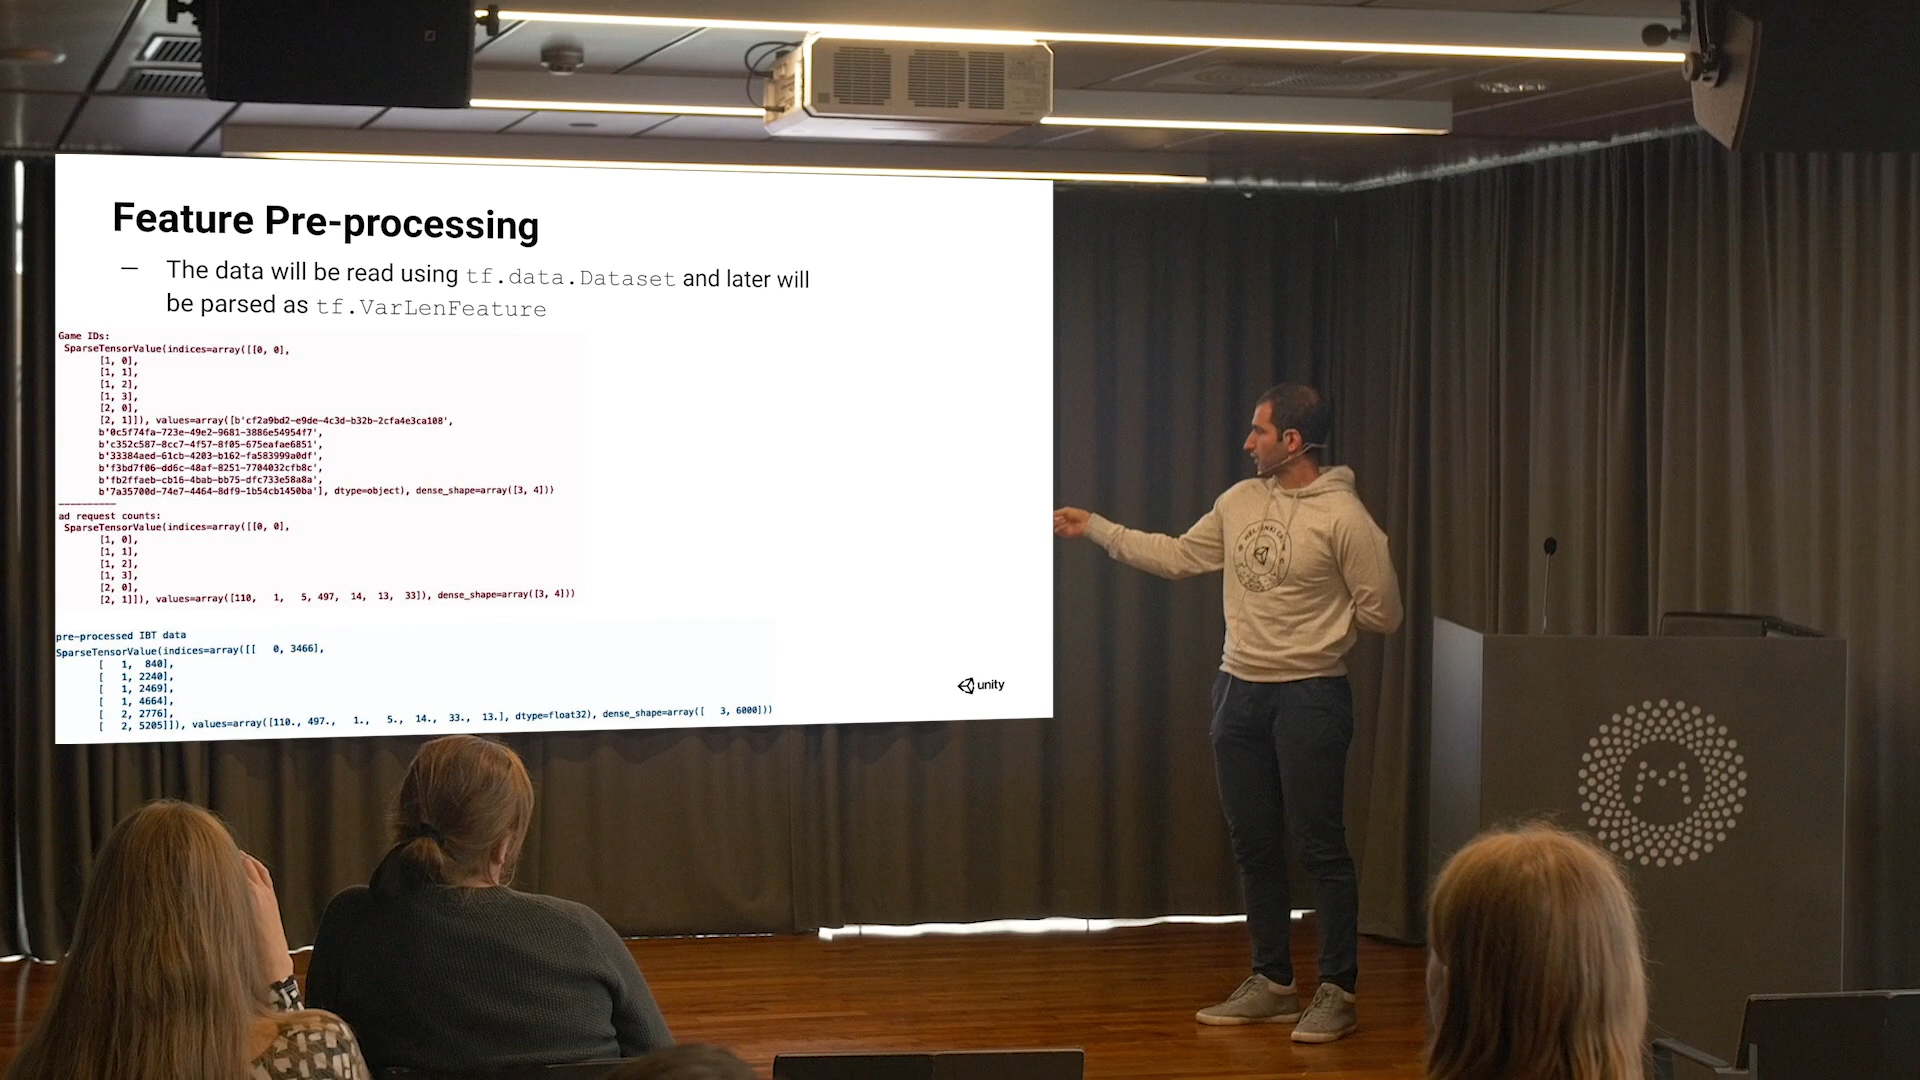 Feature Pre-processing
— The data will be read using tf.data.Dataset and later will
be parsed as tf.VarLenFeature
Game IDs:
SparseTensorValue(indices=array([[0, 0],
[1, 0],
[1, 1],
[1, 2],
[1, 3],
[2, 0],
[2, 1]]), values=array([b'cf2a9bd2-e9de-4c3d-b32b-2cfa4e3ca108',
b'0c5f74fa-723e-49e2-9681-3886e54954f7',
b'c352c587-8cc7-4f57-8f05-675eafae6851',
b'33384aed-61cb-4203-b162-fa583999a0df',
b'f3bd7f06-dd6c-48af-8251-7704032cfb8c',
b'fb2ffaeb-cb16-4bab-bb75-dfc733e58a8a',
b'7a35700d-74e7-4464-8df9-1b54cb1450ba'], dtype=object), dense_shape=array([3, 4]))
----------
ad request counts:
SparseTensorValue(indices=array([[0, 0],
[1, 0],
[1, 1],
[1, 2],
[1, 3],
[2, 0],
[2, 1]]), values=array([110, 1, 5, 497, 14, 13, 33]), dense_shape=array([3, 4]))
pre-processed IBT data
SparseTensorValue(indices=array([[ 0, 3466],
[ 1, 840],
[ 1, 2240],
[ 1, 2469],
[ 1, 4664],
[ 2, 2776],
[ 2, 5205]]), values=array([110., 497., 1., 5., 14., 33., 13.], dtype=float32), dense_shape=array([ 3, 6000]))
unity
HELSINKI
M